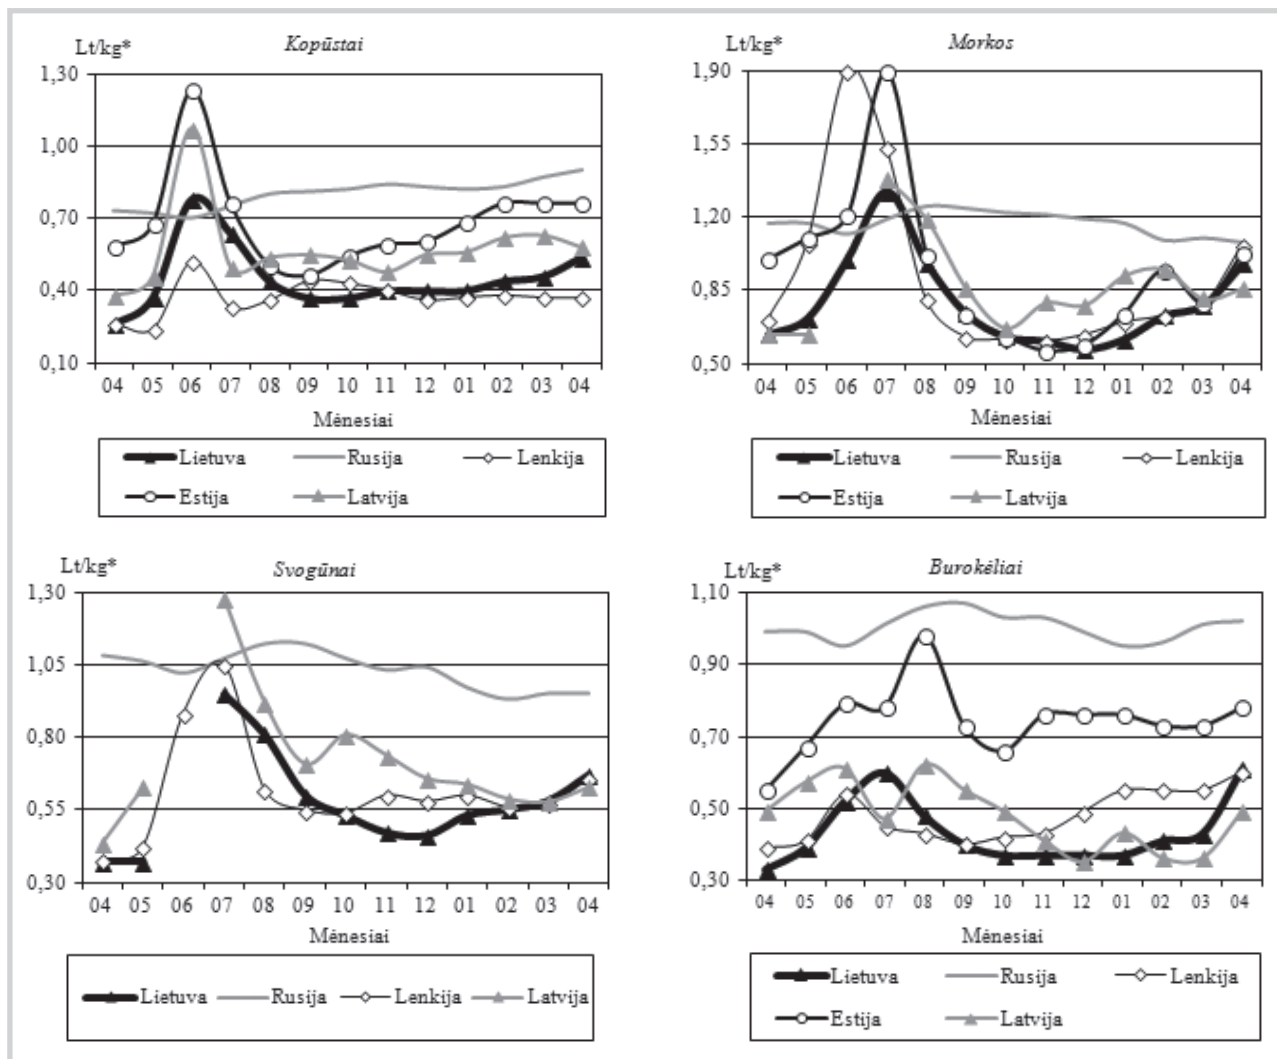 Kopūstai
Lt/kg*
1,30
1,00
0,70
0,40
0,10
04 05 06 07 08 09 10 11 12 01 02 03 04
Mėnesiai
Lietuva Rusija Lenkija
Estija Latvija
Morkos
Lt/kg*
1,90
1,55
1,20
0,85
0,50
04 05 06 07 08 09 10 11 12 01 02 03 04
Mėnesiai
Lietuva Rusija Lenkija
Estija Latvija
Svogūnai
Lt/kg*
1,30
1,05
0,80
0,55
0,30
04 05 06 07 08 09 10 11 12 01 02 03 04
Mėnesiai
Lietuva Rusija Lenkija Latvija
Burokėliai
Lt/kg*
1,10
0,90
0,70
0,50
0,30
04 05 06 07 08 09 10 11 12 01 02 03 04
Mėnesiai
Lietuva Rusija Lenkija
Estija Latvija